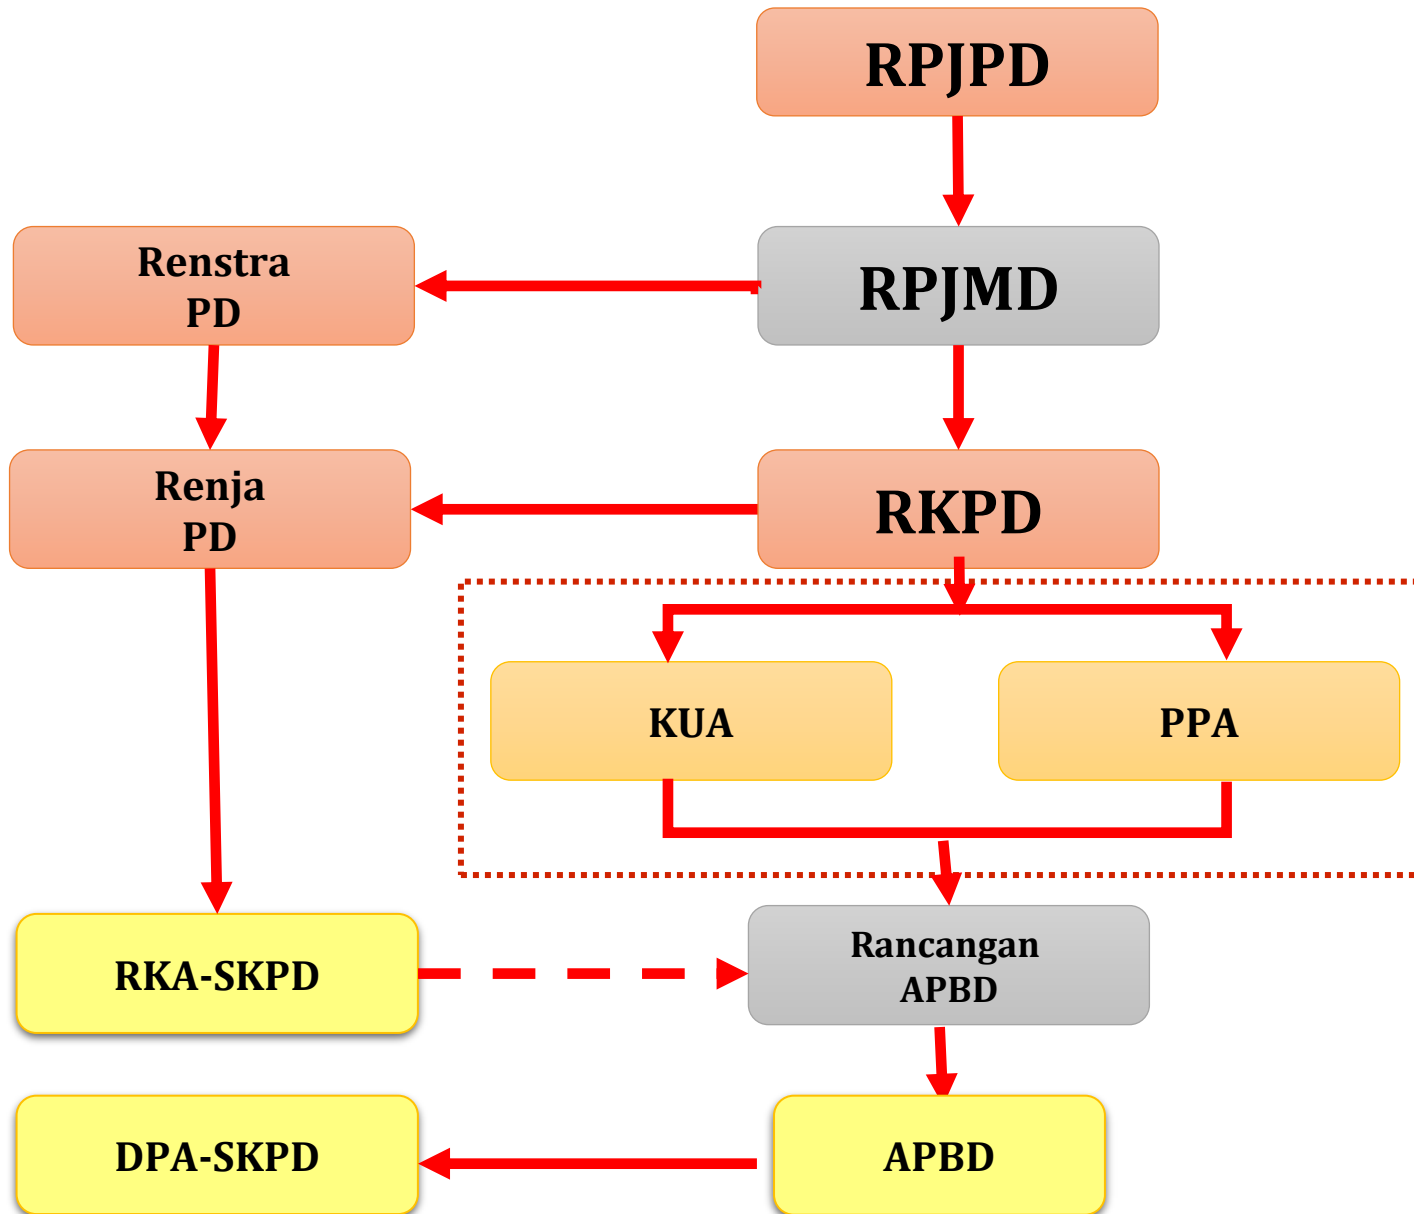 RPJPD
Renstra
PD
RPJMD
Renja
PD
RKPD
KUA
PPA
RKA-SKPD
Rancangan
APBD
DPA-SKPD
APBD